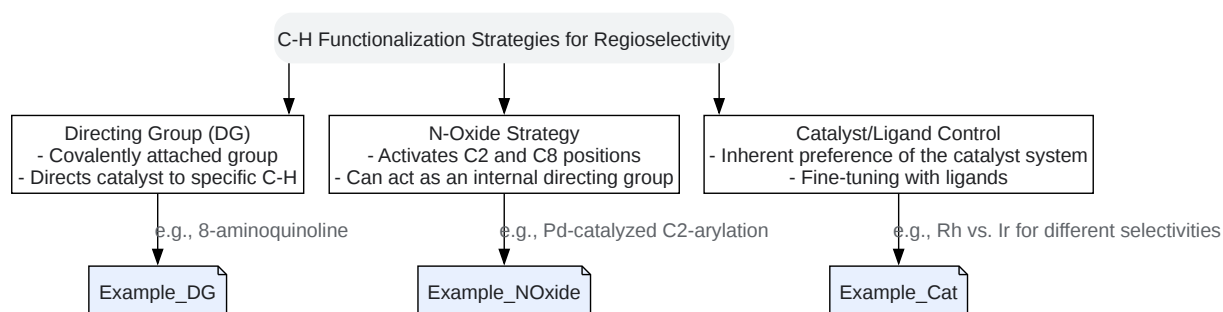 C-H Functionalization Strategies for Regioselectivity
Directing Group (DG)
- Covalently attached group
- Directs catalyst to specific C-H
N-Oxide Strategy
- Activates C2 and C8 positions
- Can act as an internal directing group
Catalyst/Ligand Control
- Inherent preference of the catalyst system
- Fine-tuning with ligands
e.g., 8-aminoquinoline
e.g., Pd-catalyzed C2-arylation
e.g., Rh vs. Ir for different selectivities
Example_DG
Example_NOxide
Example_Cat